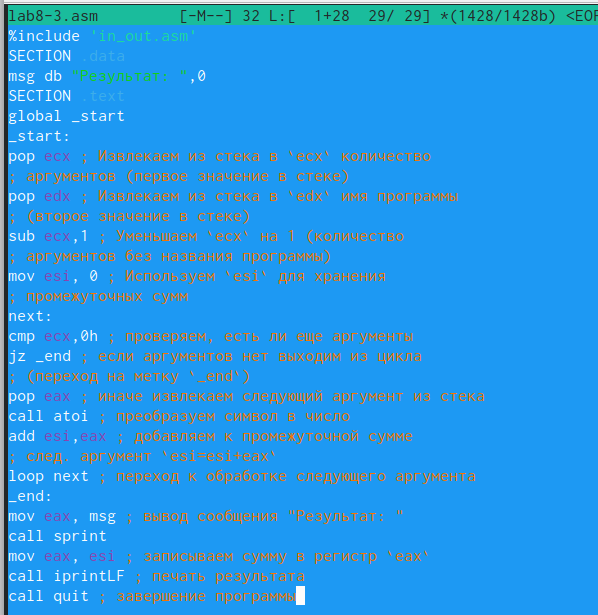 lab8-3.asm [-M--] 32 L:[ 1+28 29/ 29] *(1428/1428b) <EOF
%include 'in_out.asm'
SECTION .data
msg db "Результат: ",0
SECTION .text
global _start
_start:
pop ecx ; Извлекаем из стека в `ecx` количество
; аргументов (первое значение в стеке)
pop edx ; Извлекаем из стека в `edx` имя программы
; (второе значение в стеке)
sub ecx,1 ; Уменьшаем `ecx` на 1 (количество
; аргументов без названия программы)
mov esi, 0 ; Используем `esi` для хранения
; промежуточных сумм
next:
cmp ecx,0h ; проверяем, есть ли еще аргументы
jz _end ; если аргументов нет выходим из цикла
; (переход на метку `_end`)
pop eax ; иначе извлекаем следующий аргумент из стека
call atoi ; преобразуем символ в число
add esi,eax ; добавляем к промежуточной сумме
; след. аргумент `esi=esi+eax`
loop next ; переход к обработке следующего аргумента
_end:
mov eax, msg ; вывод сообщения "Результат: "
call sprint
mov eax, esi ; записываем сумму в регистр `eax`
call iprintLF ; печать результата
call quit ; завершение программы